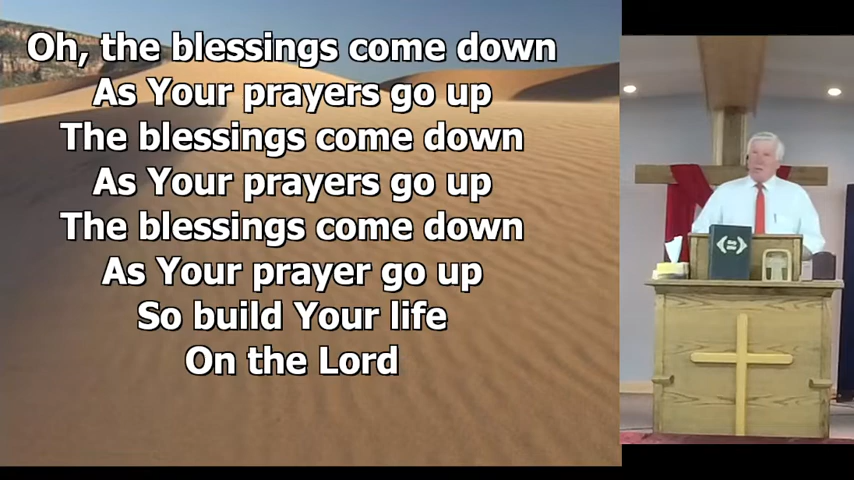 Oh, the blessings come down
As Your prayers go up
The blessings come down
As Your prayers go up
The blessings come down
As Your prayer go up
So build Your life
On the Lord